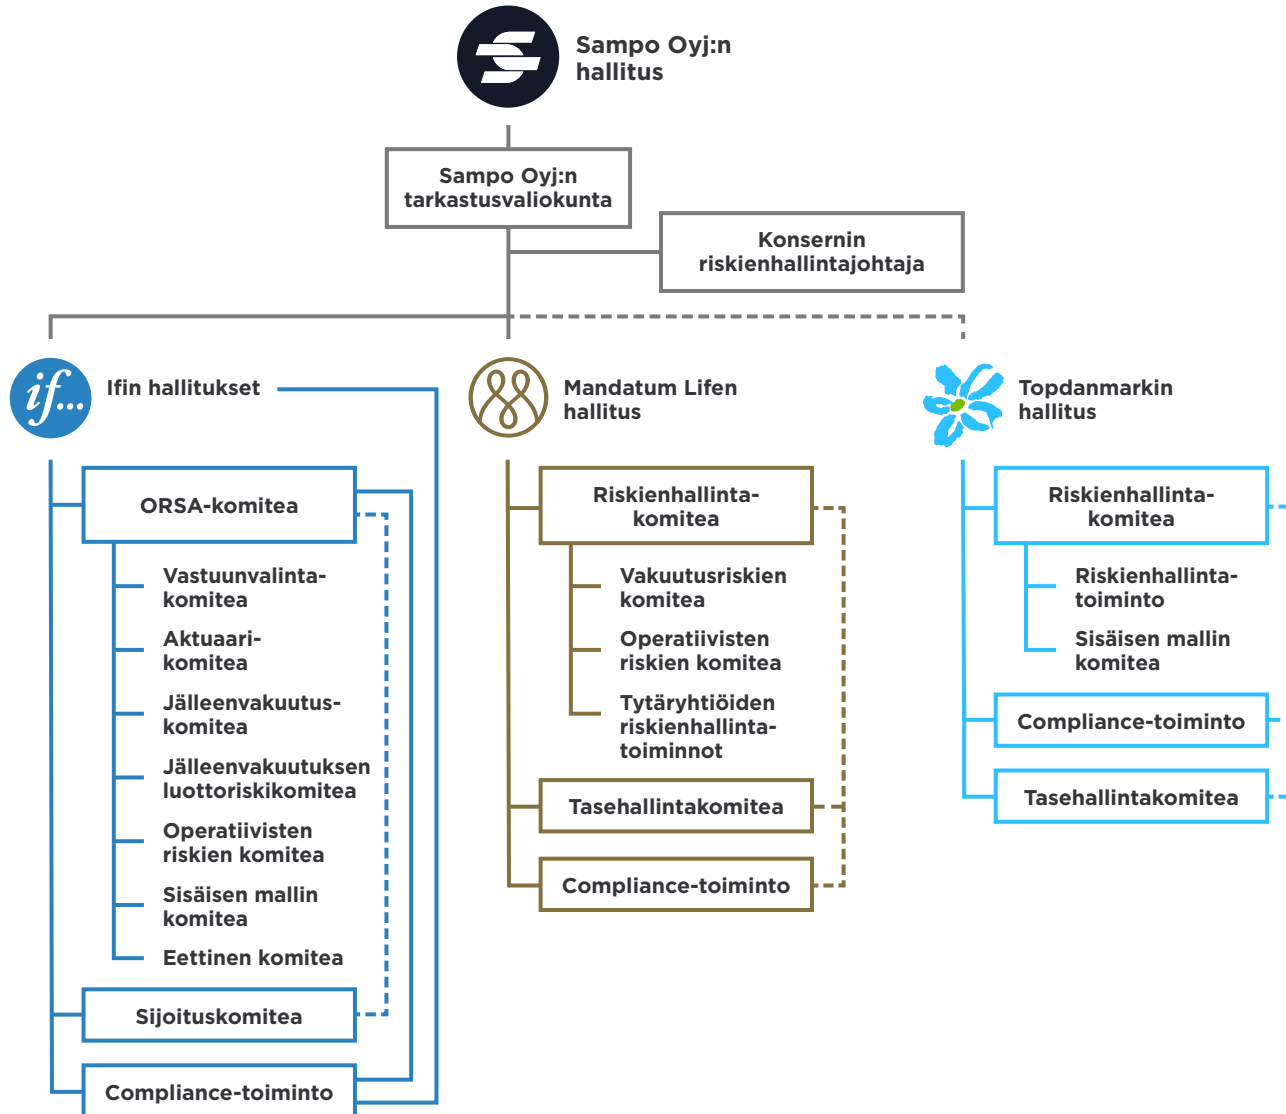 Sampo Oyj:n
hallitus
Sampo Oyj:n
tarkastusvaliokunta
Konsernin
riskienhallintajohtaja
if...
Ifin hallitukset
ORSA-komitea
Vastuunvalinta-
komitea
Aktuaari-
komitea
Jälleenvakuutus-
komitea
Jälleenvakuutuksen
luottoriskikomitea
Operatiivisten
riskien komitea
Sisäisen mallin
komitea
Eettinen komitea
Sijoituskomitea
Compliance-toiminto
Mandatum Lifen
hallitus
Riskienhallinta-
komitea
Vakuutusriskien
komitea
Operatiivisten
riskien komitea
Tytäryhtiöiden
riskienhallinta-
toiminnot
Tasehallintakomitea
Compliance-toiminto
Topdanmarkin
hallitus
Riskienhallinta-
komitea
Riskienhallinta-
toiminto
Sisäisen mallin
komitea
Compliance-toiminto
Tasehallintakomitea